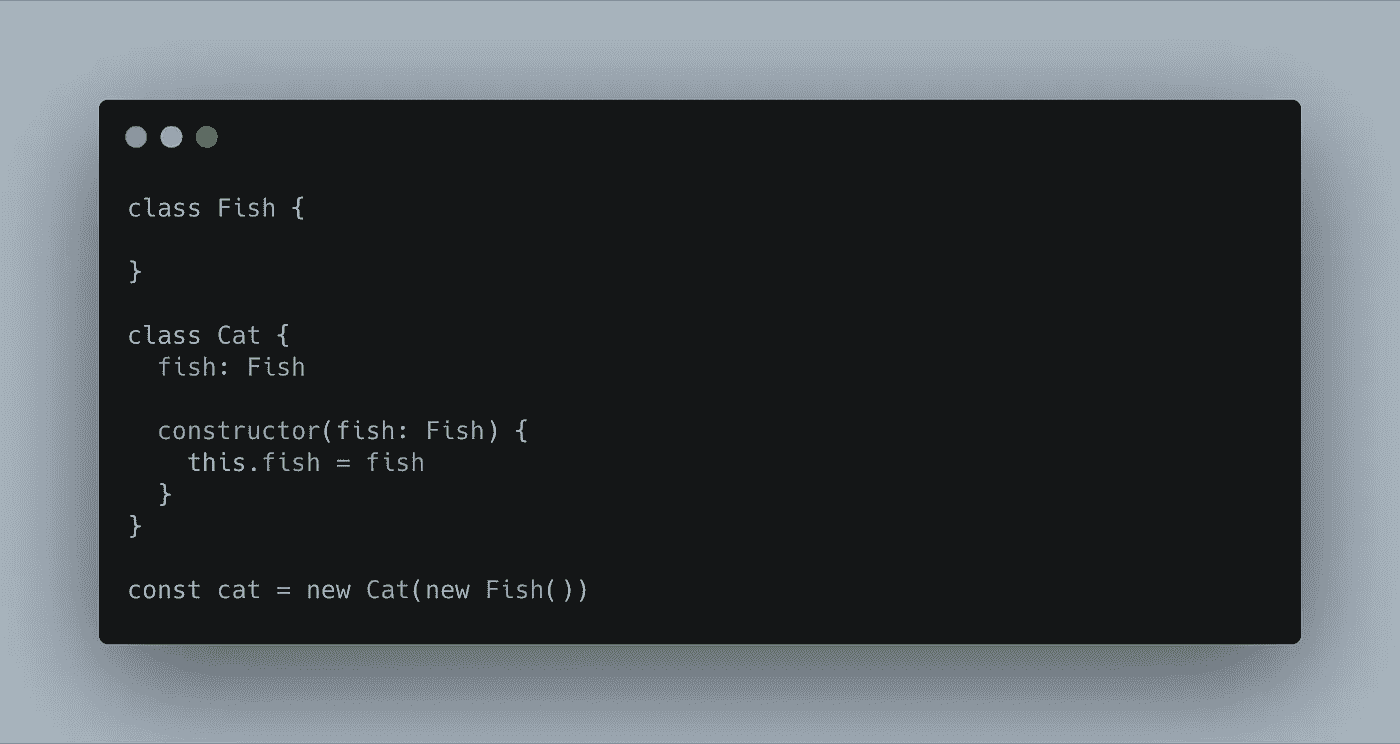 class Fish {
}
class Cat {
  fish: Fish
  constructor(fish: Fish) {
    this.fish = fish
  }
}
const cat = new Cat(new Fish())